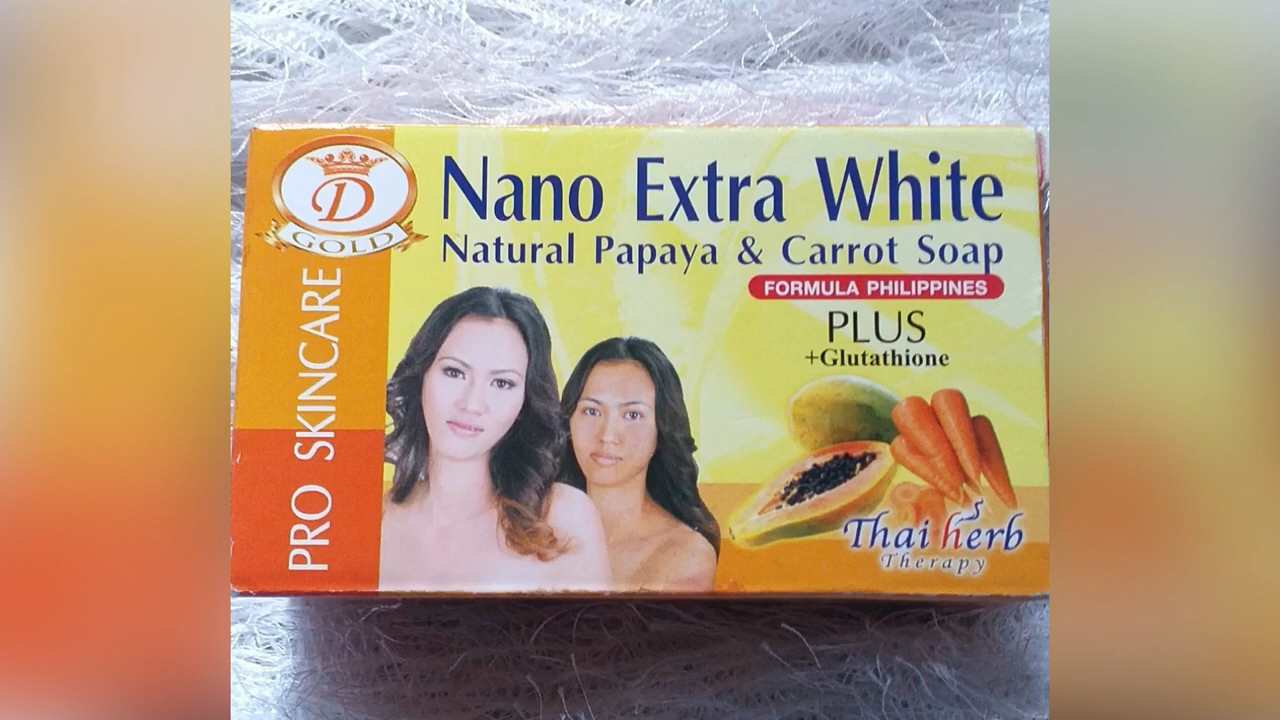 D
GOLD
PRO SKINCARE
Nano Extra White
Natural Papaya & Carrot Soap
FORMULA PHILIPPINES
PLUS
+Glutathione
Thai herb
Therapy